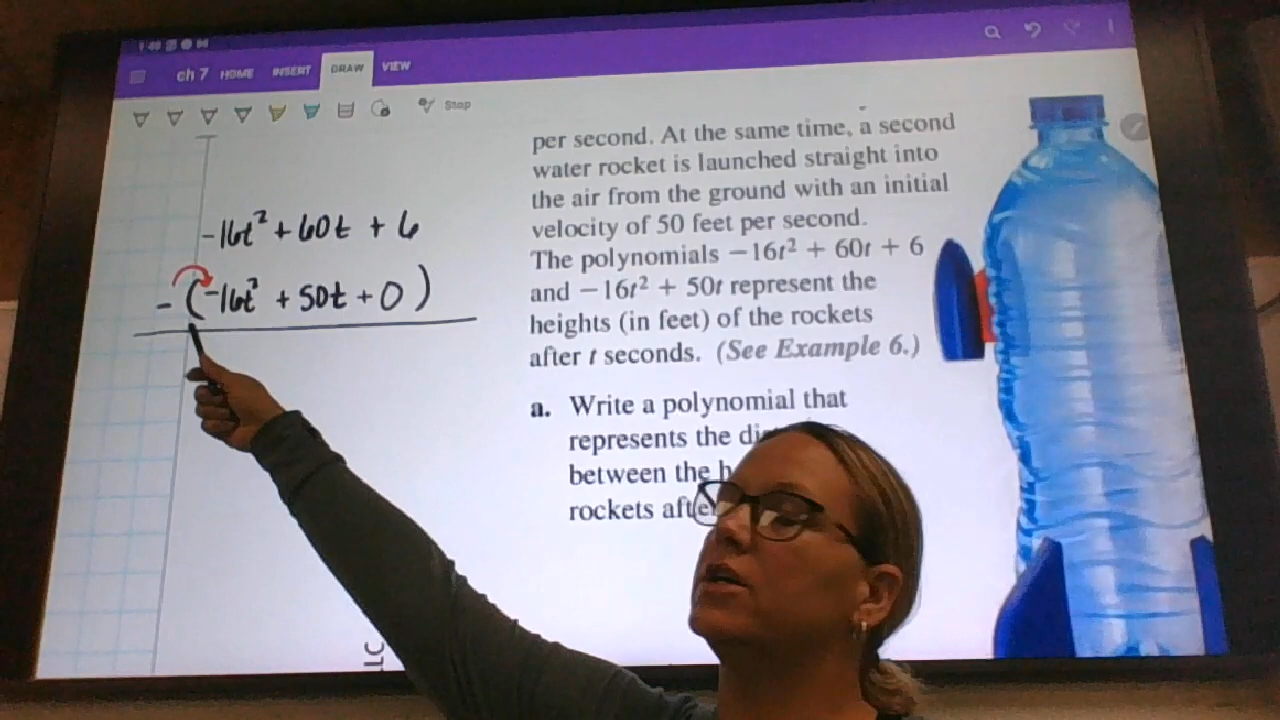 ch 7 HOME INSERT DRAW VIEW
Stop
-16t² + 60t + 6
- (-16t² + 50t + 0)
per second. At the same time, a second
water rocket is launched straight into
the air from the ground with an initial
velocity of 50 feet per second.
The polynomials −16t² + 60t + 6
and −16t² + 50t represent the
heights (in feet) of the rockets
after t seconds. (See Example 6.)
a. Write a polynomial that
represents the
between the
rockets